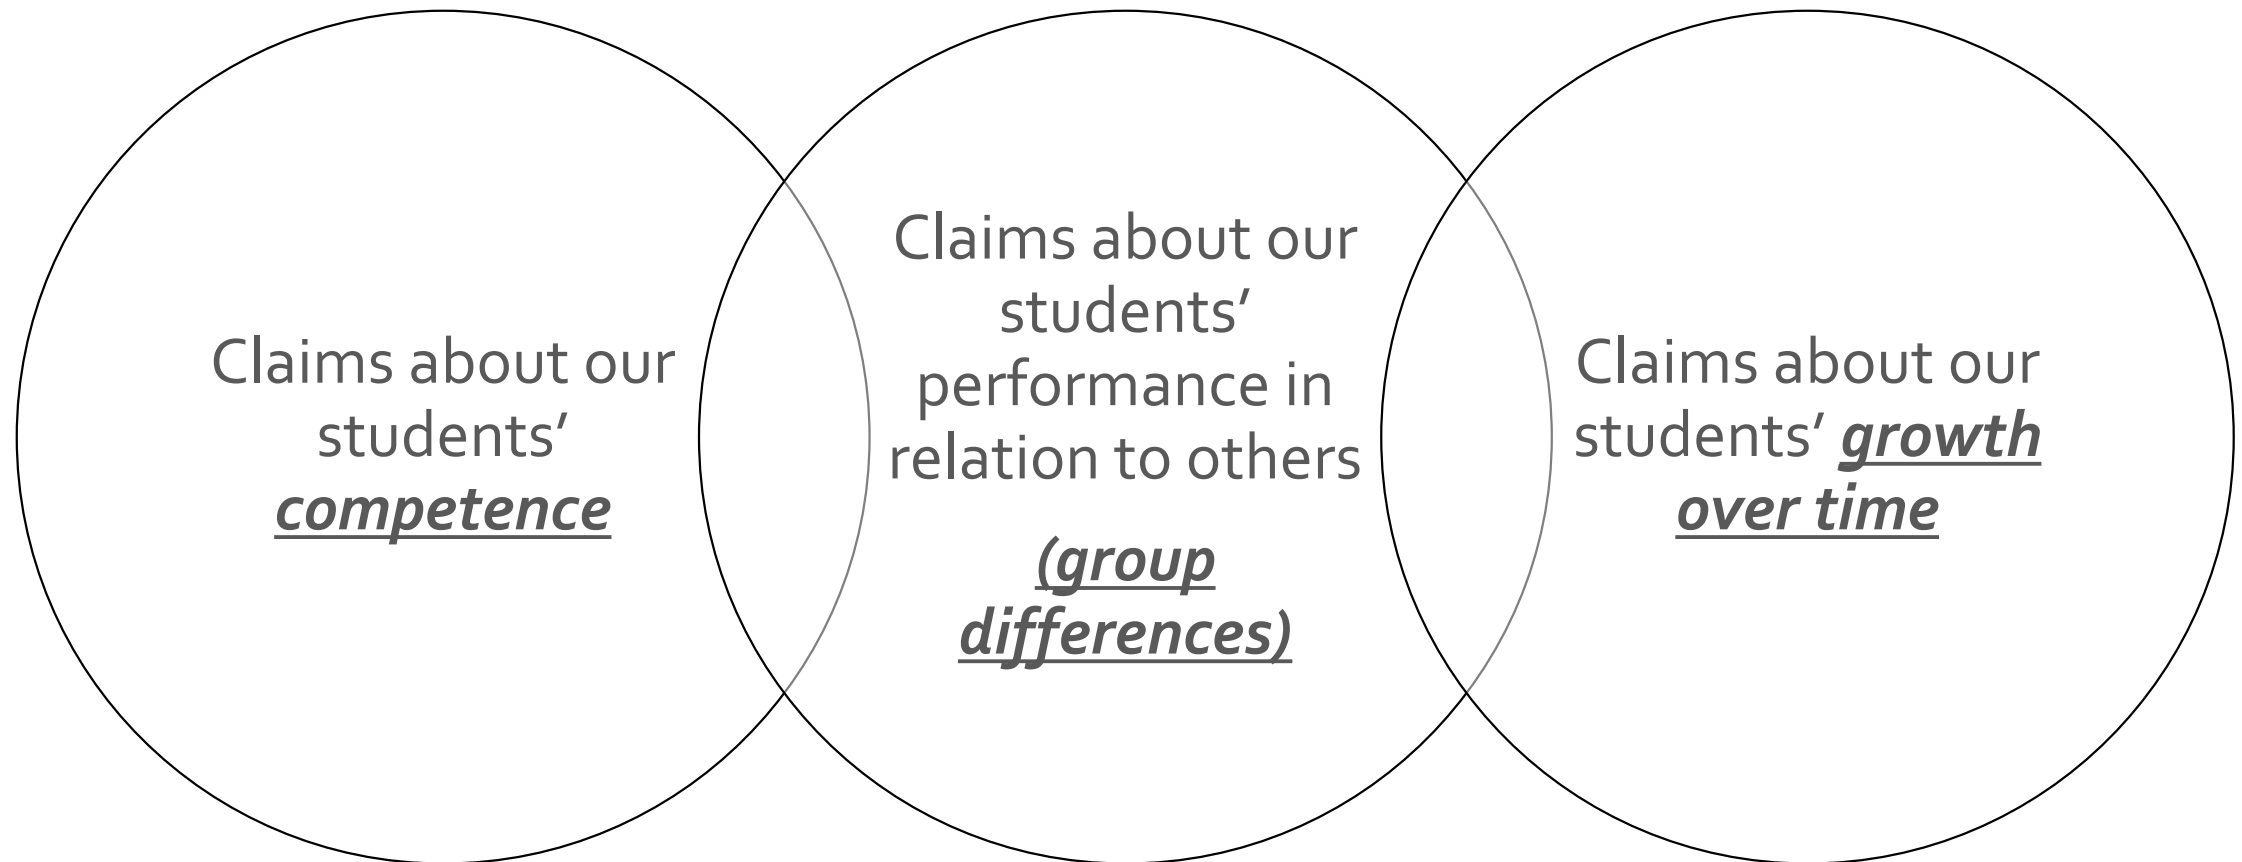 Claims about our
students’
competence
Claims about our
students’
performance in
relation to others
(group
differences)
Claims about our
students’ growth
over time